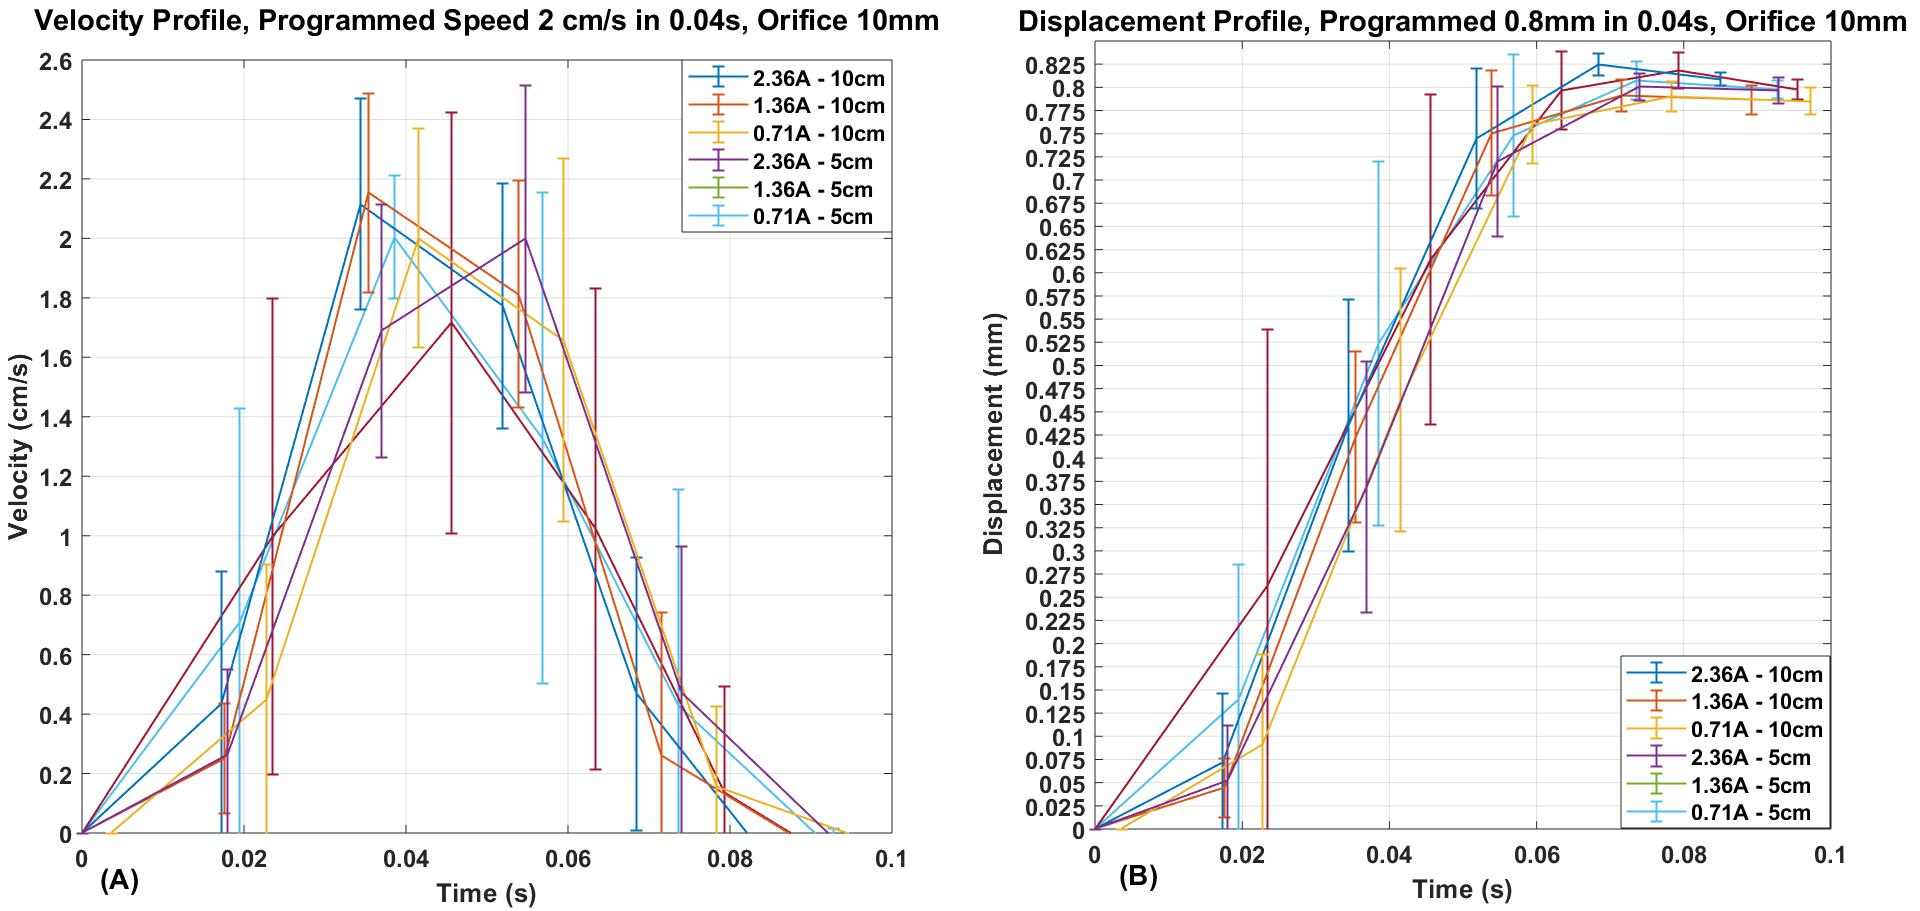 Velocity Profile, Programmed Speed 2 cm/s in 0.04s, Orifice 10mm
2.6
2.4
2.2
2
1.8
1.6
1.4
1.2
1
0.8
0.6
0.4
0.2
0
Velocity (cm/s)
2.36A - 10cm
1.36A - 10cm
0.71A - 10cm
2.36A - 5cm
1.36A - 5cm
0.71A - 5cm
0 0.02 0.04 0.06 0.08 0.1
(A)
Time (s)
Displacement Profile, Programmed 0.8mm in 0.04s, Orifice 10mm
0.825
0.8
0.775
0.75
0.725
0.7
0.675
0.65
0.625
0.6
0.575
0.55
0.525
0.5
0.475
0.45
0.425
0.4
0.375
0.35
0.325
0.3
0.275
0.25
0.225
0.2
0.175
0.15
0.125
0.1
0.075
0.05
0.025
0
Displacement (mm)
2.36A - 10cm
1.36A - 10cm
0.71A - 10cm
2.36A - 5cm
1.36A - 5cm
0.71A - 5cm
0 0.02 0.04 0.06 0.08 0.1
(B)
Time (s)